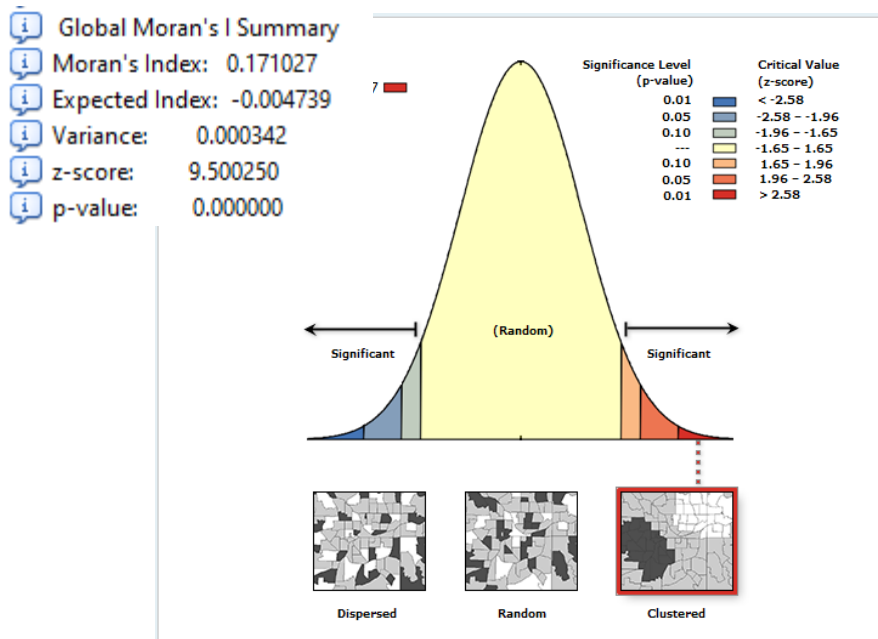 Global Moran's I Summary
Moran's Index: 0.171027
Expected Index: -0.004739
Variance: 0.000342
z-score: 9.500250
p-value: 0.000000
7
Significance Level (p-value)
Critical Value (z-score)
0.01 < -2.58
0.05 -2.58 – -1.96
0.10 -1.96 – -1.65
--- -1.65 – 1.65
0.10 1.65 – 1.96
0.05 1.96 – 2.58
0.01 > 2.58
(Random)
Significant
Significant
Dispersed
Random
Clustered